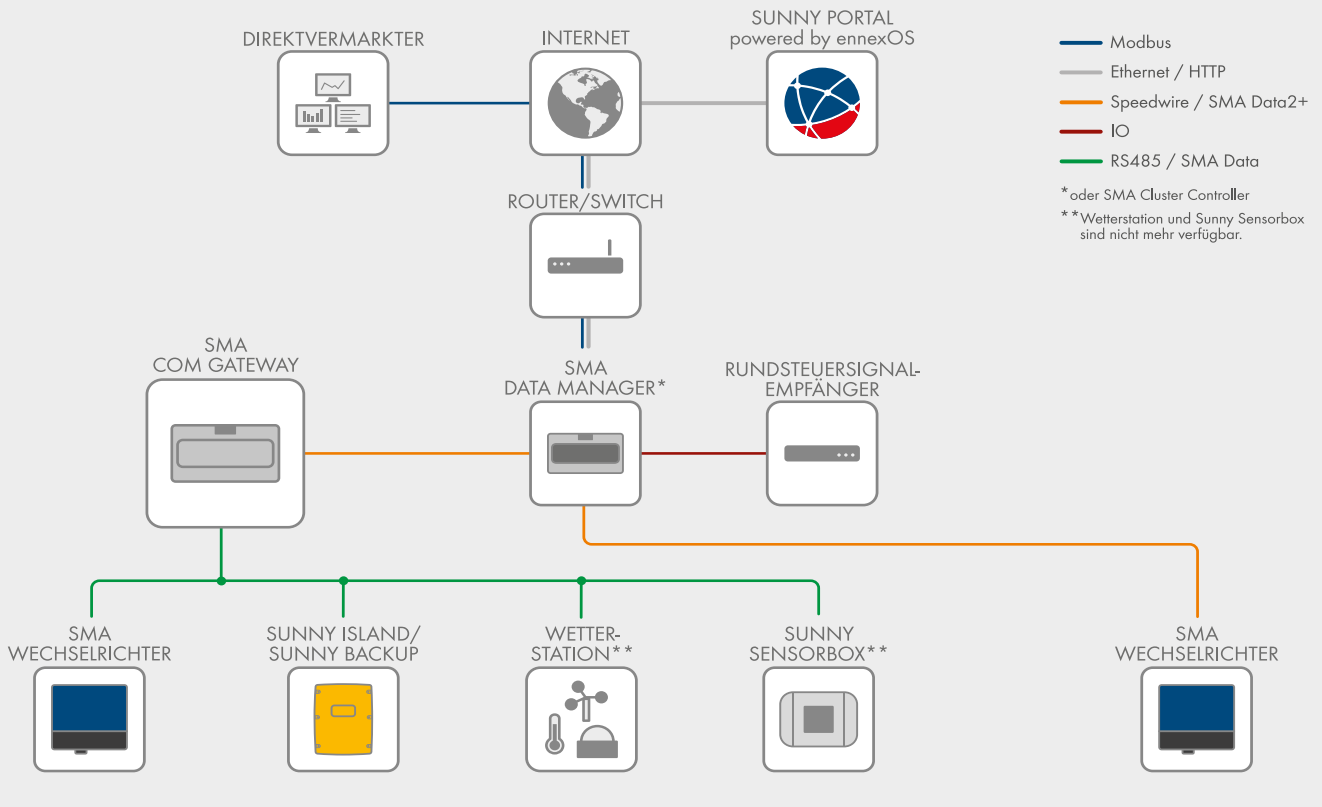 DIREKTVERMARKTER
INTERNET
SUNNY PORTAL
powered by ennexOS
Modbus
Ethernet / HTTP
Speedwire / SMA Data2+
IO
RS485 / SMA Data
*oder SMA Cluster Controller
**Wetterstation und Sunny Sensorbox
sind nicht mehr verfügbar.
ROUTER/SWITCH
SMA
COM GATEWAY
SMA
DATA MANAGER*
RUNDSTEUERSIGNAL-
EMPFÄNGER
SMA
WECHSELRICHTER
SUNNY ISLAND/
SUNNY BACKUP
WETTER-
STATION**
SUNNY
SENSORBOX**
SMA
WECHSELRICHTER